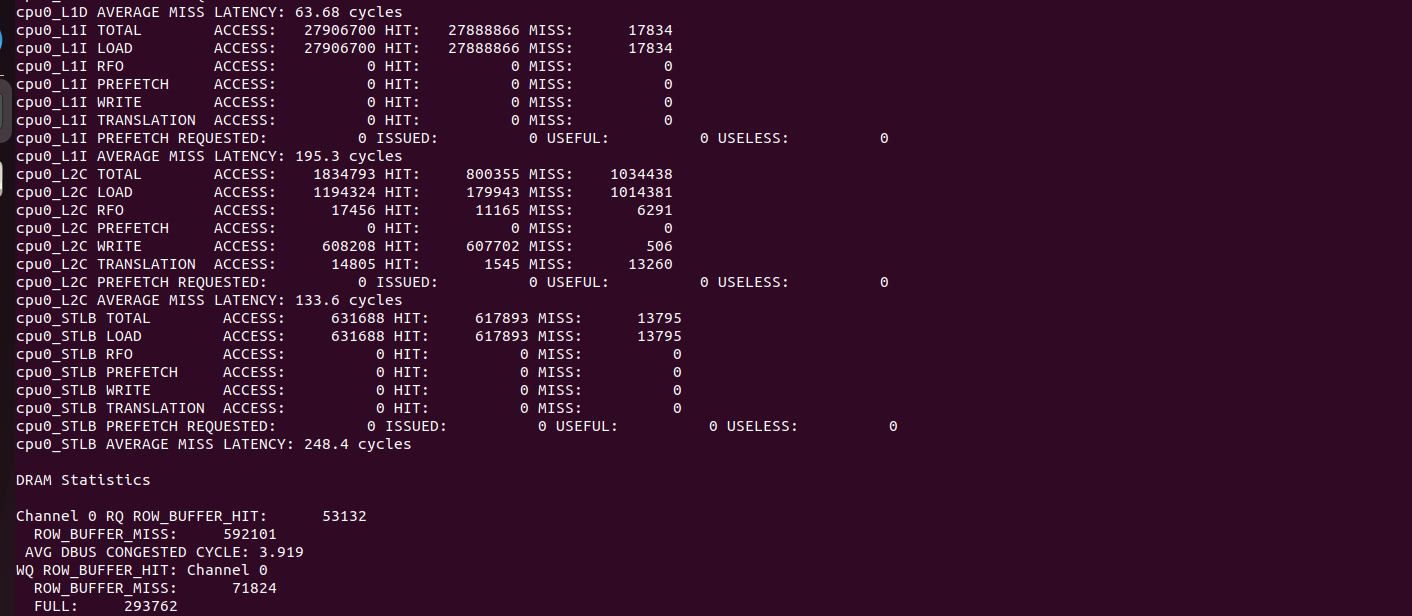 cpu0_L1D AVERAGE MISS LATENCY: 63.68 cycles
cpu0_L1I TOTAL        ACCESS:   27906700 HIT:   27888866 MISS:      17834
cpu0_L1I LOAD         ACCESS:   27906700 HIT:   27888866 MISS:      17834
cpu0_L1I RFO          ACCESS:          0 HIT:          0 MISS:          0
cpu0_L1I PREFETCH     ACCESS:          0 HIT:          0 MISS:          0
cpu0_L1I WRITE        ACCESS:          0 HIT:          0 MISS:          0
cpu0_L1I TRANSLATION  ACCESS:          0 HIT:          0 MISS:          0
cpu0_L1I PREFETCH REQUESTED:          0 ISSUED:          0 USEFUL:          0 USELESS:          0
cpu0_L1I AVERAGE MISS LATENCY: 195.3 cycles
cpu0_L2C TOTAL        ACCESS:    1834793 HIT:     800355 MISS:    1034438
cpu0_L2C LOAD         ACCESS:    1194324 HIT:     179943 MISS:    1014381
cpu0_L2C RFO          ACCESS:      17456 HIT:      11165 MISS:       6291
cpu0_L2C PREFETCH     ACCESS:          0 HIT:          0 MISS:          0
cpu0_L2C WRITE        ACCESS:     608208 HIT:     607702 MISS:        506
cpu0_L2C TRANSLATION  ACCESS:      14805 HIT:       1545 MISS:      13260
cpu0_L2C PREFETCH REQUESTED:          0 ISSUED:          0 USEFUL:          0 USELESS:          0
cpu0_L2C AVERAGE MISS LATENCY: 133.6 cycles
cpu0_STLB TOTAL        ACCESS:     631688 HIT:     617893 MISS:      13795
cpu0_STLB LOAD         ACCESS:     631688 HIT:     617893 MISS:      13795
cpu0_STLB RFO          ACCESS:          0 HIT:          0 MISS:          0
cpu0_STLB PREFETCH     ACCESS:          0 HIT:          0 MISS:          0
cpu0_STLB WRITE        ACCESS:          0 HIT:          0 MISS:          0
cpu0_STLB TRANSLATION  ACCESS:          0 HIT:          0 MISS:          0
cpu0_STLB PREFETCH REQUESTED:          0 ISSUED:          0 USEFUL:          0 USELESS:          0
cpu0_STLB AVERAGE MISS LATENCY: 248.4 cycles
DRAM Statistics
Channel 0 RQ ROW_BUFFER_HIT:      53132
  ROW_BUFFER_MISS:     592101
 AVG DBUS CONGESTED CYCLE: 3.919
WQ ROW_BUFFER_HIT: Channel 0
  ROW_BUFFER_MISS:      71824
  FULL:     293762